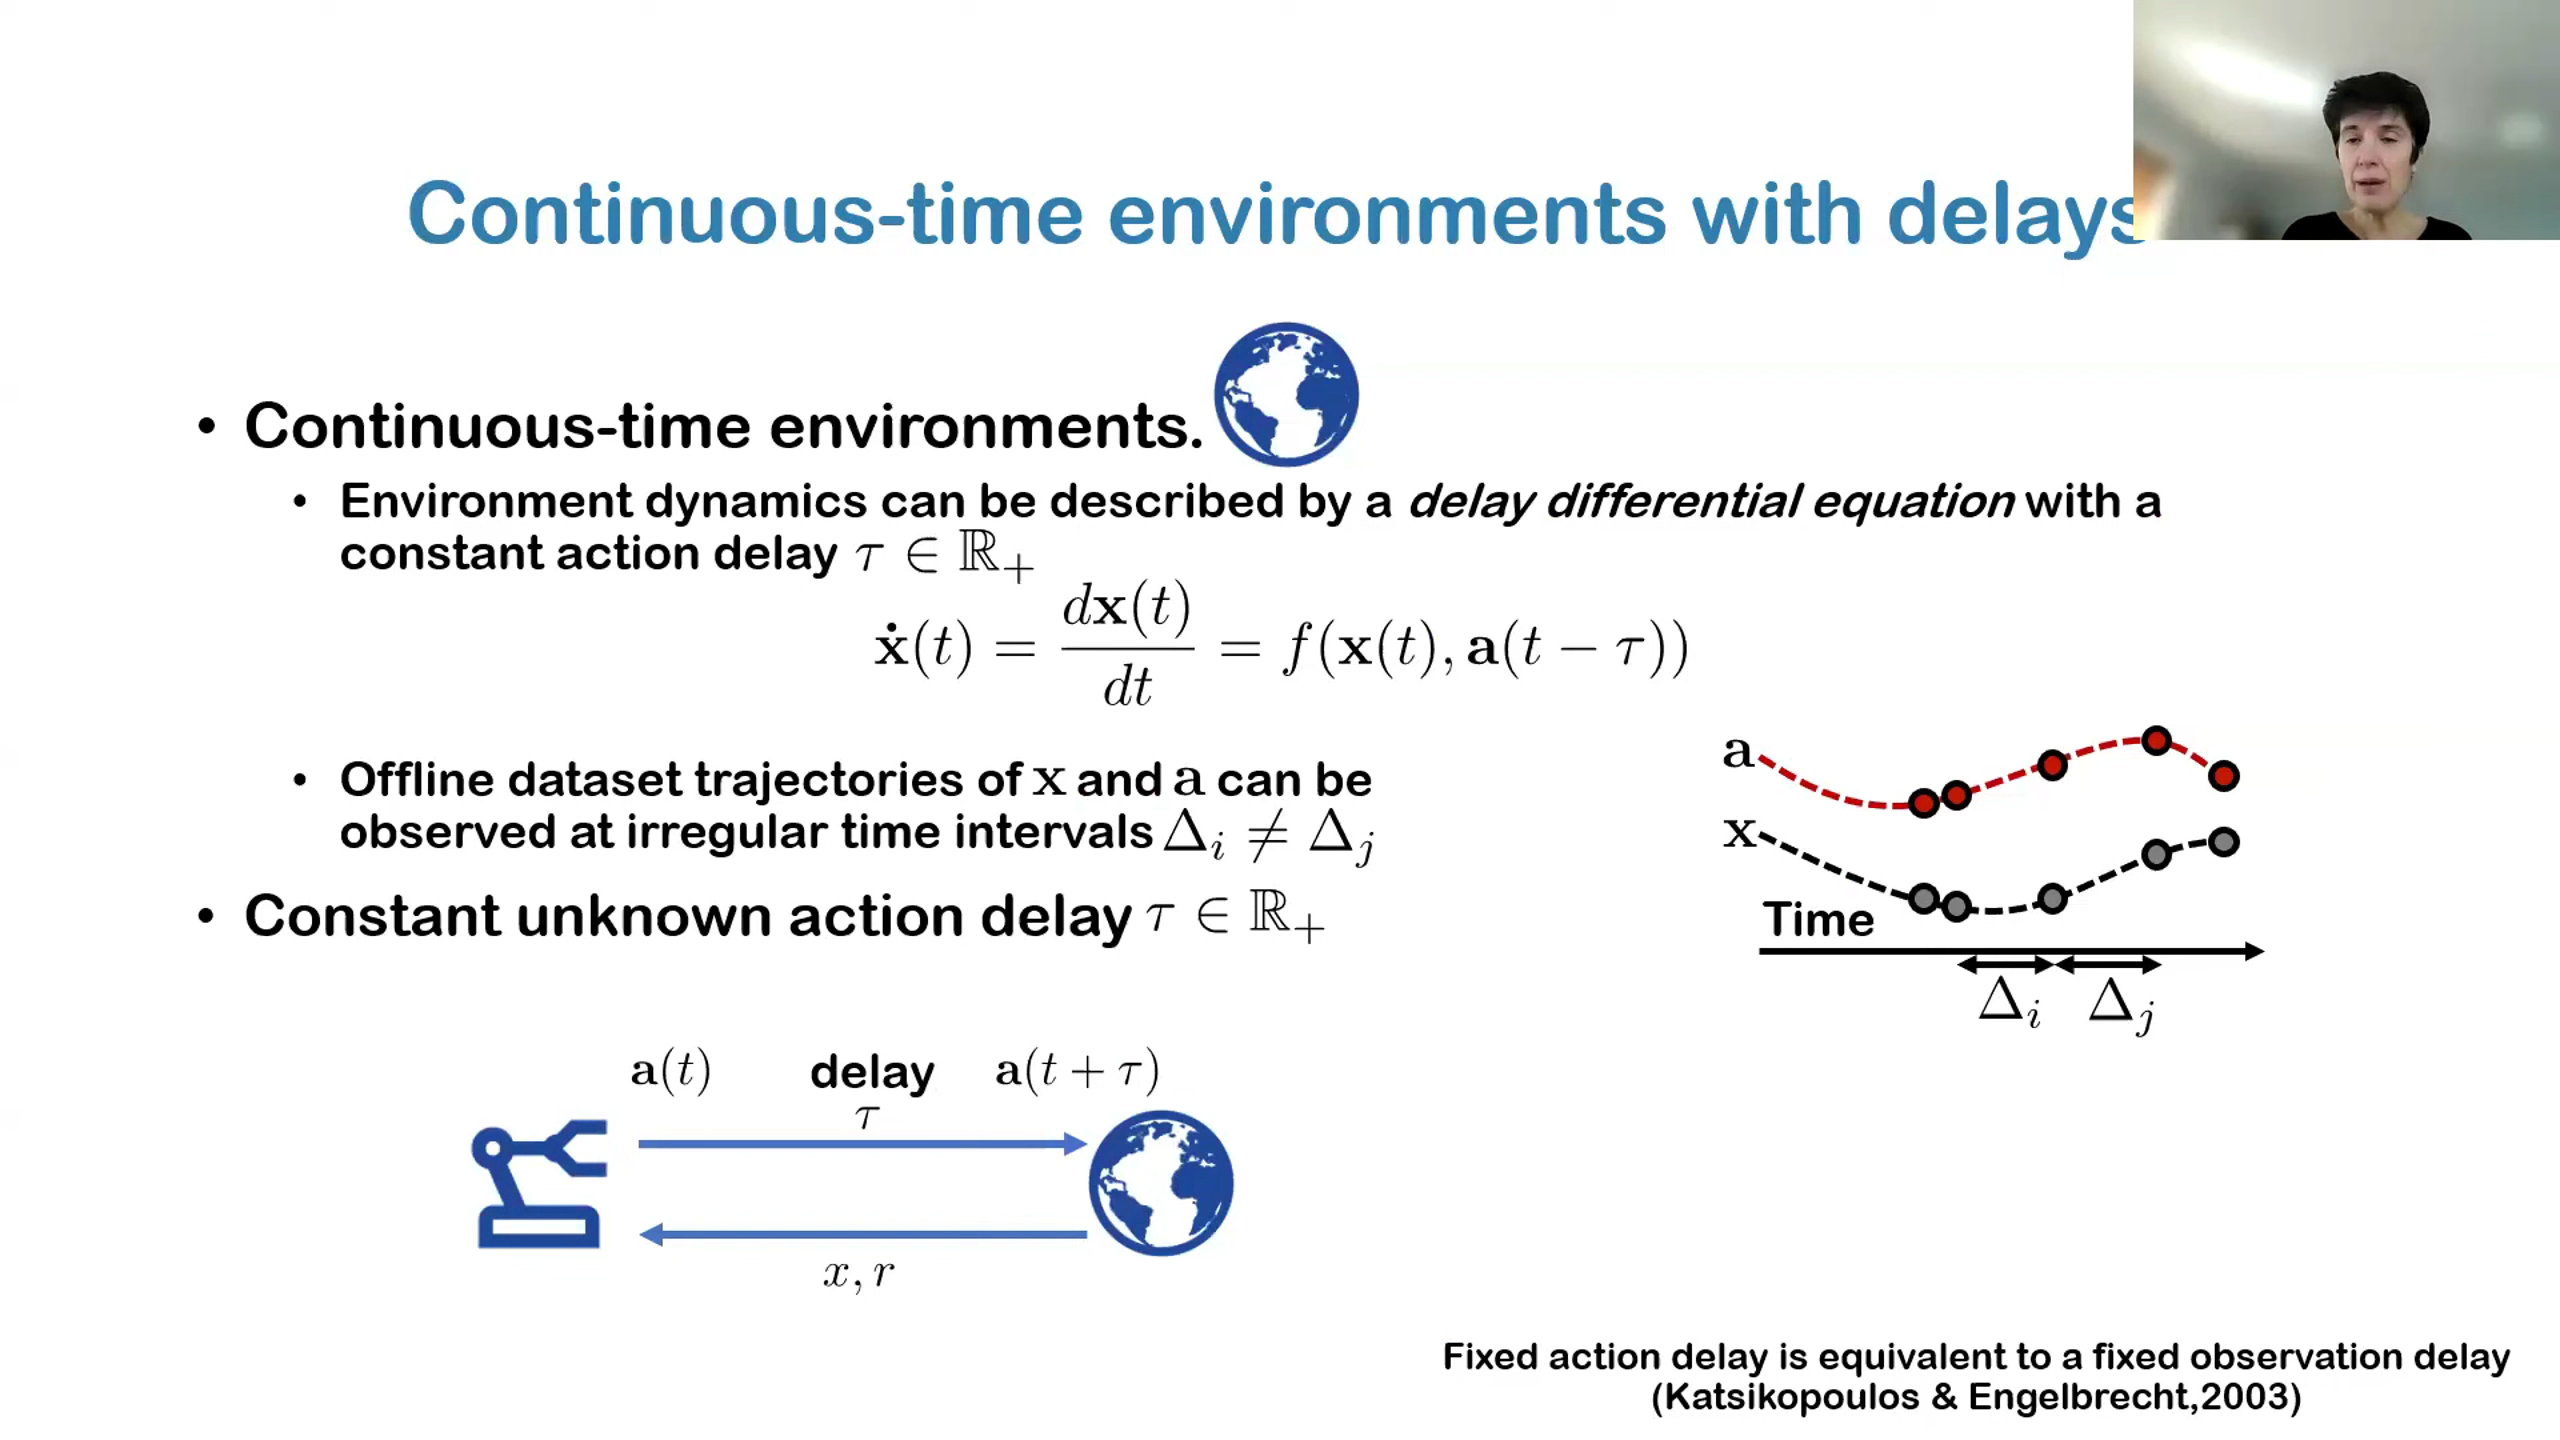 Continuous-time environments with delays
• Continuous-time environments.
• Environment dynamics can be described by a delay differential equation with a
constant action delay τ ∈ ℝ₊
ẋ(t) = dx(t)/dt = f(x(t), a(t − τ))
• Offline dataset trajectories of x and a can be
observed at irregular time intervals Δᵢ ≠ Δⱼ
• Constant unknown action delay τ ∈ ℝ₊
a
x
Time
Δᵢ Δⱼ
a(t) delay a(t + τ)
τ
x, r
Fixed action delay is equivalent to a fixed observation delay
(Katsikopoulos & Engelbrecht,2003)